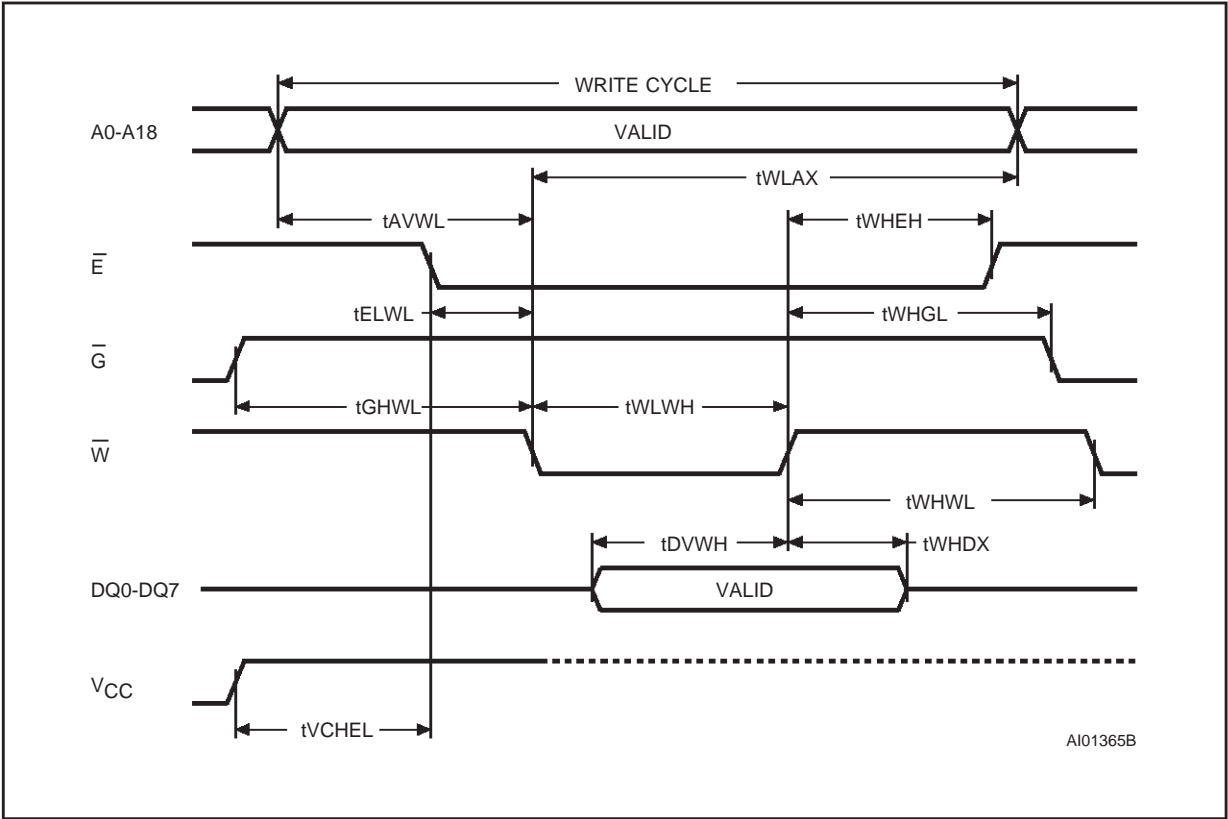 WRITE CYCLE
A0-A18
VALID
tWLAX
tAVWL
tWHEH
E̅
tELWL
tWHGL
G̅
tGHWL
tWLWH
W̅
tWHWL
tDVWH
tWHDX
DQ0-DQ7
VALID
VCC
tVCHEL
AI01365B